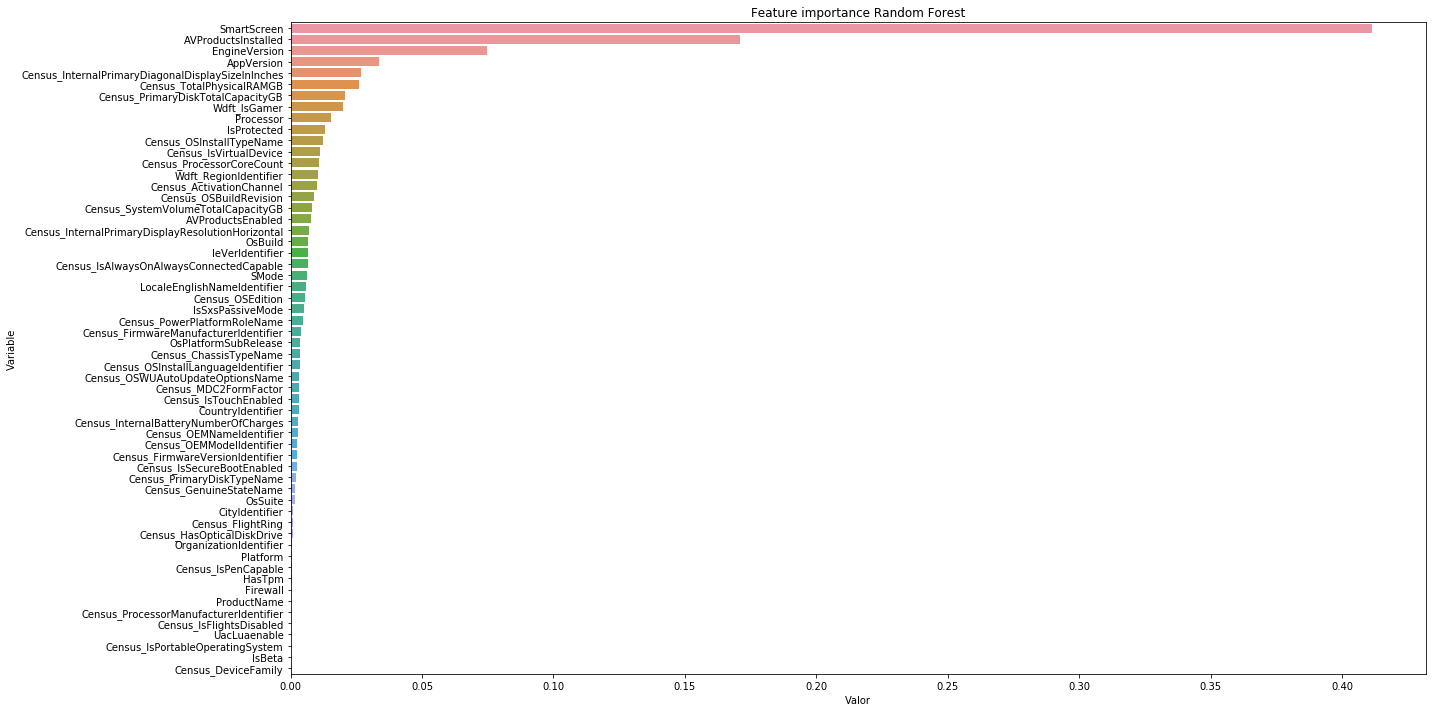 Feature importance Random Forest
SmartScreen
AVProductsInstalled
EngineVersion
AppVersion
Census_InternalPrimaryDiagonalDisplaySizeInInches
Census_TotalPhysicalRAMGB
Census_PrimaryDiskTotalCapacityGB
Wdft_IsGamer
Processor
IsProtected
Census_OSInstallTypeName
Census_IsVirtualDevice
Census_ProcessorCoreCount
Wdft_RegionIdentifier
Census_ActivationChannel
Census_OSBuildRevision
Census_SystemVolumeTotalCapacityGB
AVProductsEnabled
Census_InternalPrimaryDisplayResolutionHorizontal
OsBuild
IeVerIdentifier
Census_IsAlwaysOnAlwaysConnectedCapable
SMode
LocaleEnglishNameIdentifier
Census_OSEdition
IsSxsPassiveMode
Census_PowerPlatformRoleName
Census_FirmwareManufacturerIdentifier
OsPlatformSubRelease
Census_ChassisTypeName
Census_OSInstallLanguageIdentifier
Census_OSWUAutoUpdateOptionsName
Census_MDC2FormFactor
Census_IsTouchEnabled
CountryIdentifier
Census_InternalBatteryNumberOfCharges
Census_OEMNameIdentifier
Census_OEMModelIdentifier
Census_FirmwareVersionIdentifier
Census_IsSecureBootEnabled
Census_PrimaryDiskTypeName
Census_GenuineStateName
OsSuite
CityIdentifier
Census_FlightRing
Census_HasOpticalDiskDrive
OrganizationIdentifier
Platform
Census_IsPenCapable
HasTpm
Firewall
ProductName
Census_ProcessorManufacturerIdentifier
Census_IsFlightsDisabled
UacLuaenable
Census_IsPortableOperatingSystem
IsBeta
Census_DeviceFamily
Variable
0.00 0.05 0.10 0.15 0.20 0.25 0.30 0.35 0.40
Valor